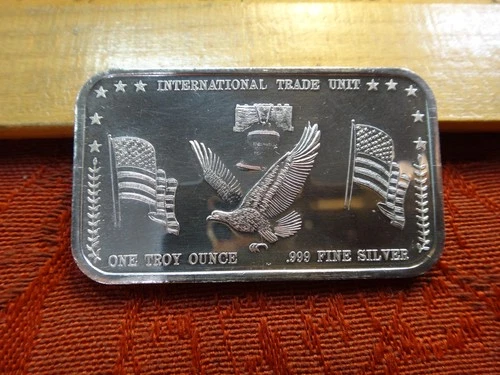 INTERNATIONAL TRADE UNIT
ONE TROY OUNCE .999 FINE SILVER